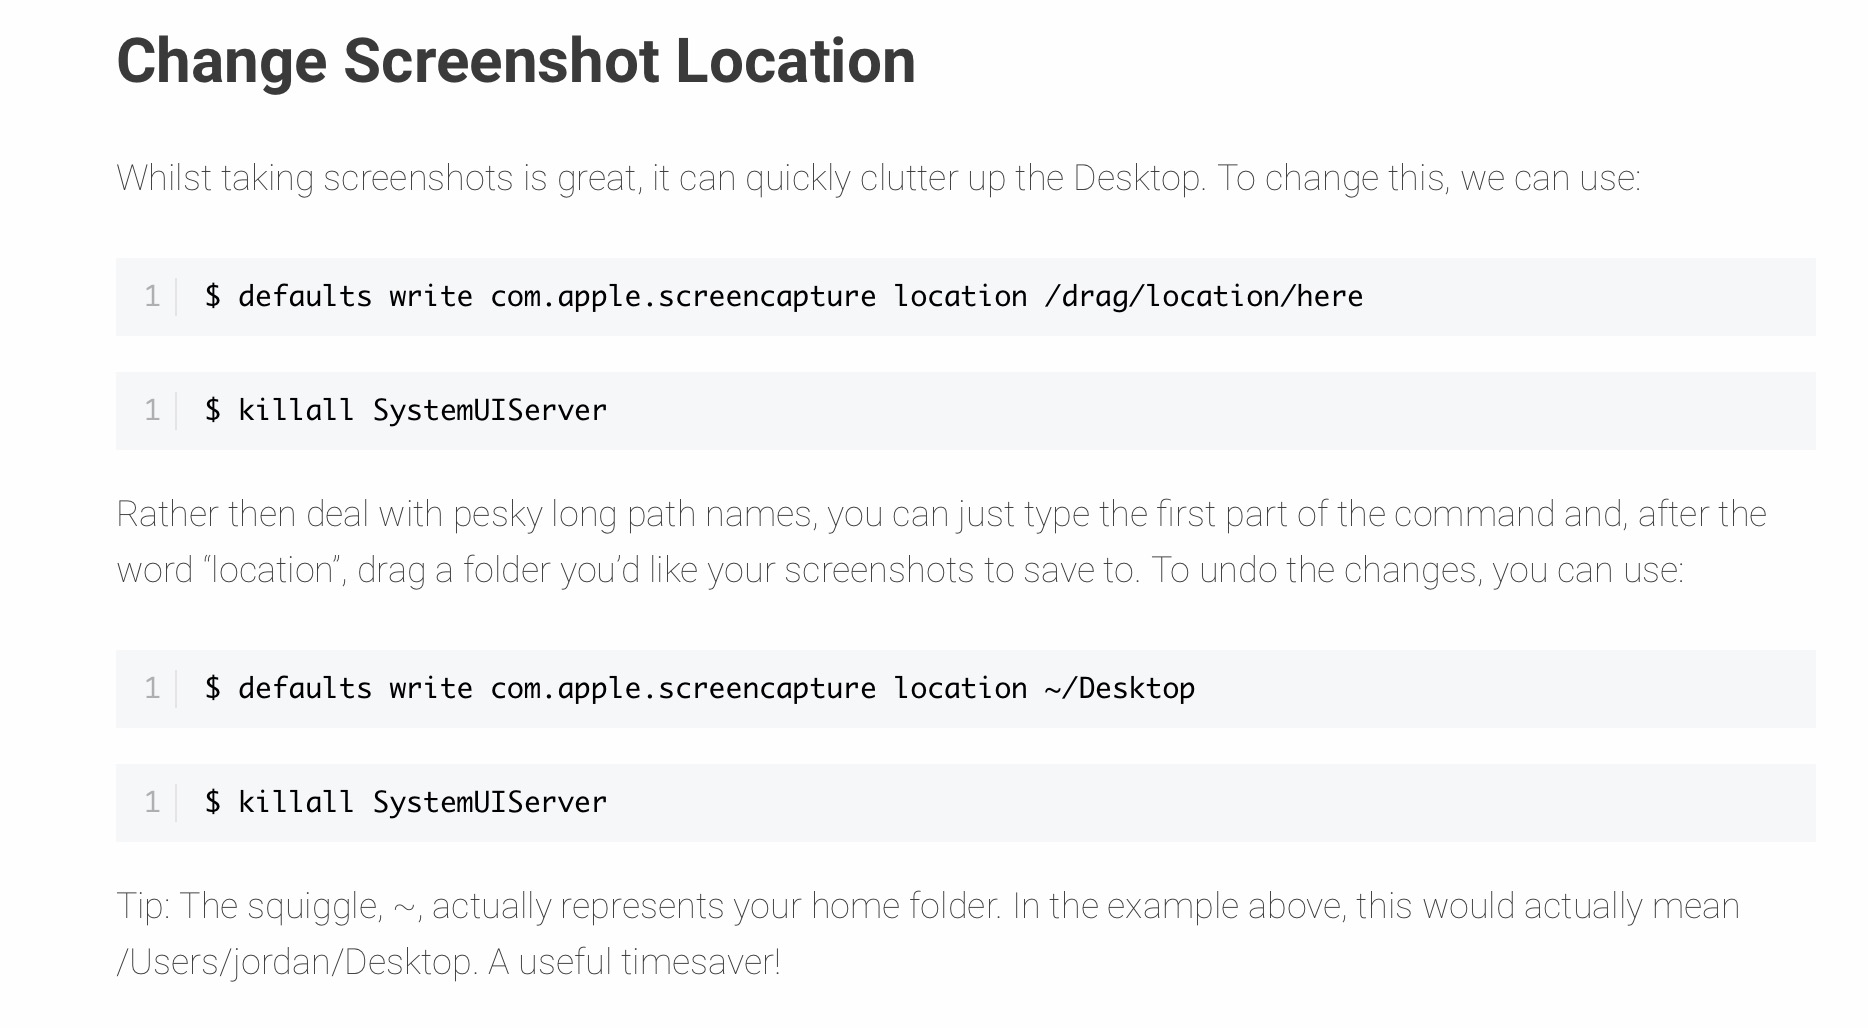 Change Screenshot Location
Whilst taking screenshots is great, it can quickly clutter up the Desktop. To change this, we can use:
1 $ defaults write com.apple.screencapture location /drag/location/here
1 $ killall SystemUIServer
Rather then deal with pesky long path names, you can just type the first part of the command and, after the
word “location”, drag a folder you’d like your screenshots to save to. To undo the changes, you can use:
1 $ defaults write com.apple.screencapture location ~/Desktop
1 $ killall SystemUIServer
Tip: The squiggle, ~, actually represents your home folder. In the example above, this would actually mean
/Users/jordan/Desktop. A useful timesaver!